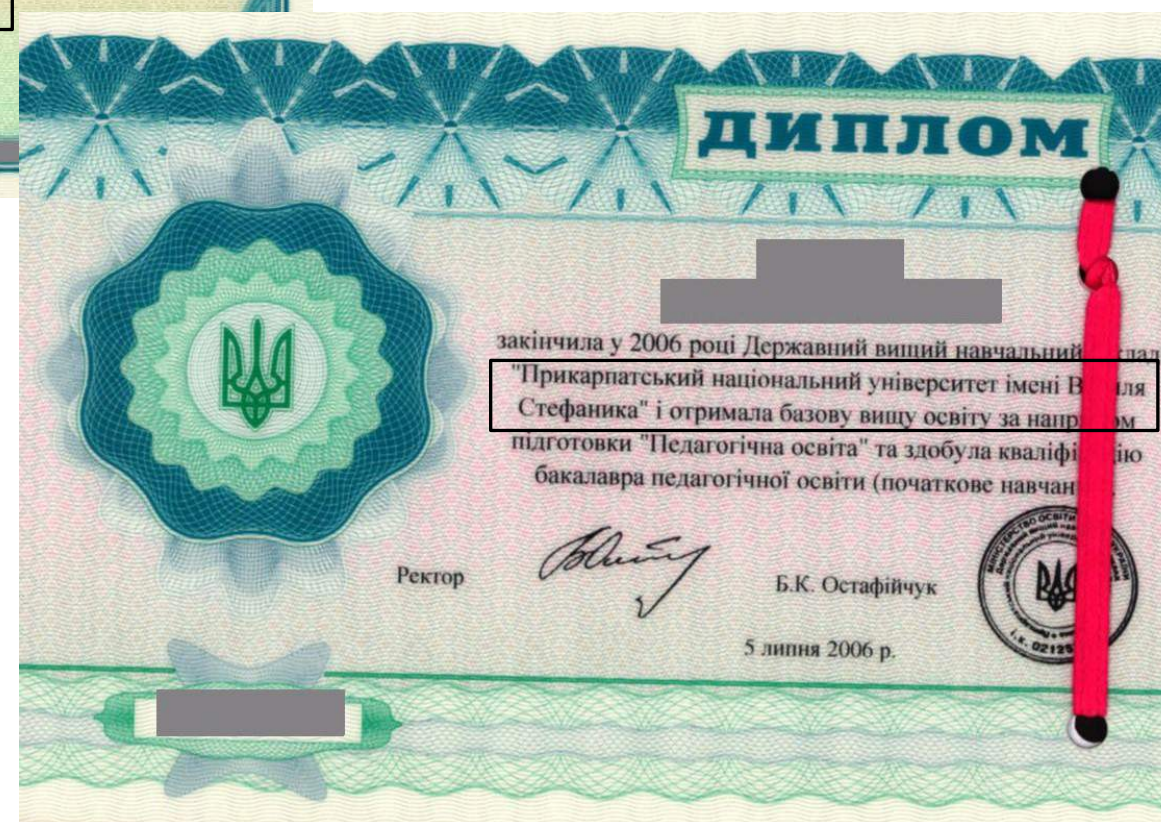 ДИПЛОМ
закінчила у 2006 році Державний вищий навчальний
"Прикарпатський національний університет імені
Стефаника" і отримала базову вищу освіту за
підготовки "Педагогічна освіта" та здобула
бакалавра педагогічної освіти (початкове
Ректор
Б.К. Остафійчук
5 липня 2006 р.